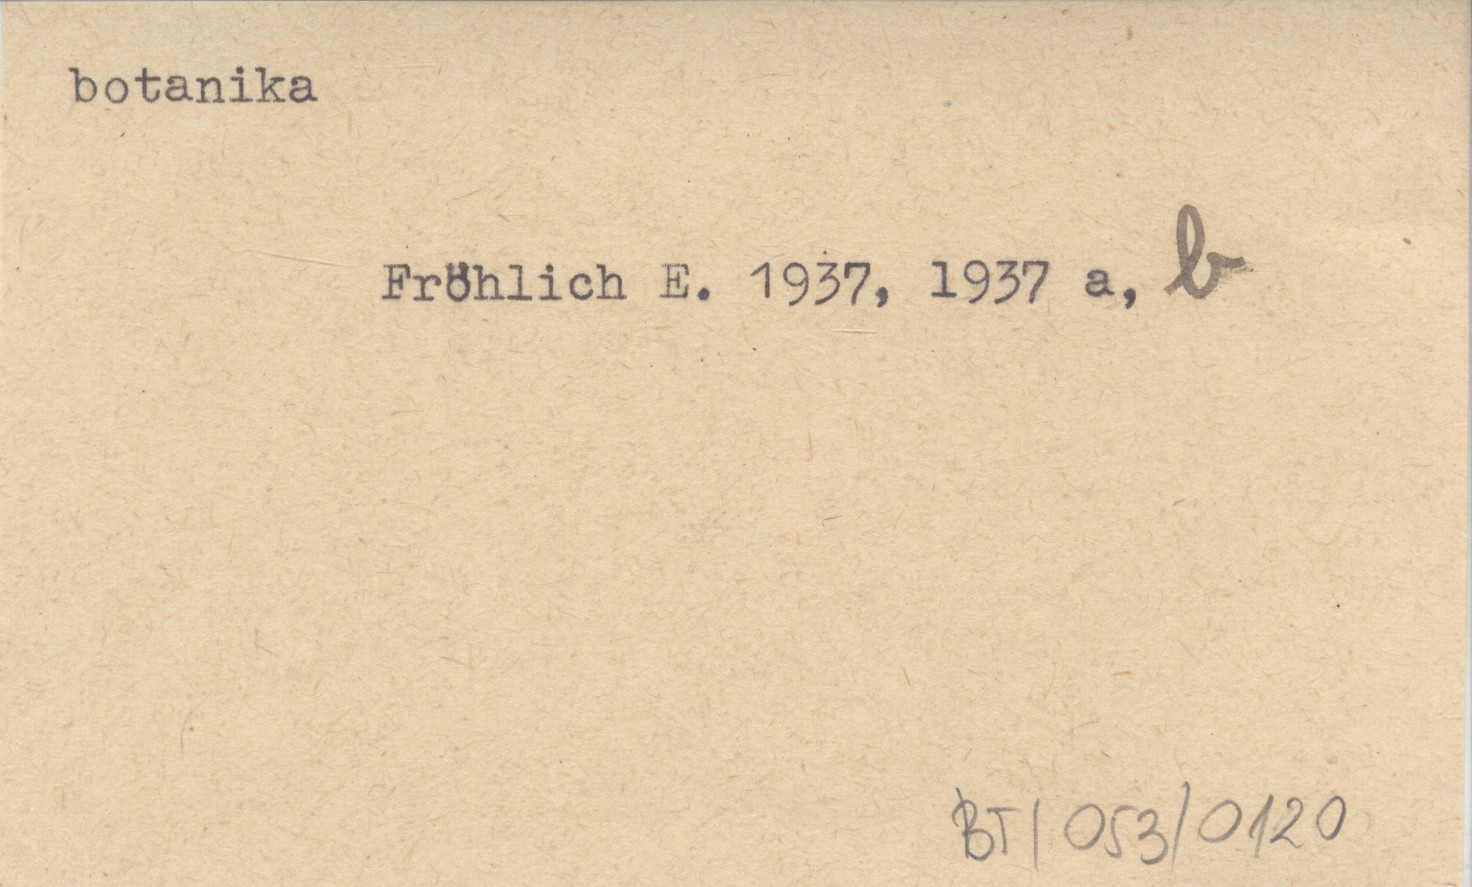 botanika
Fröhlich E. 1937, 1937 a, b
BT/053/0120